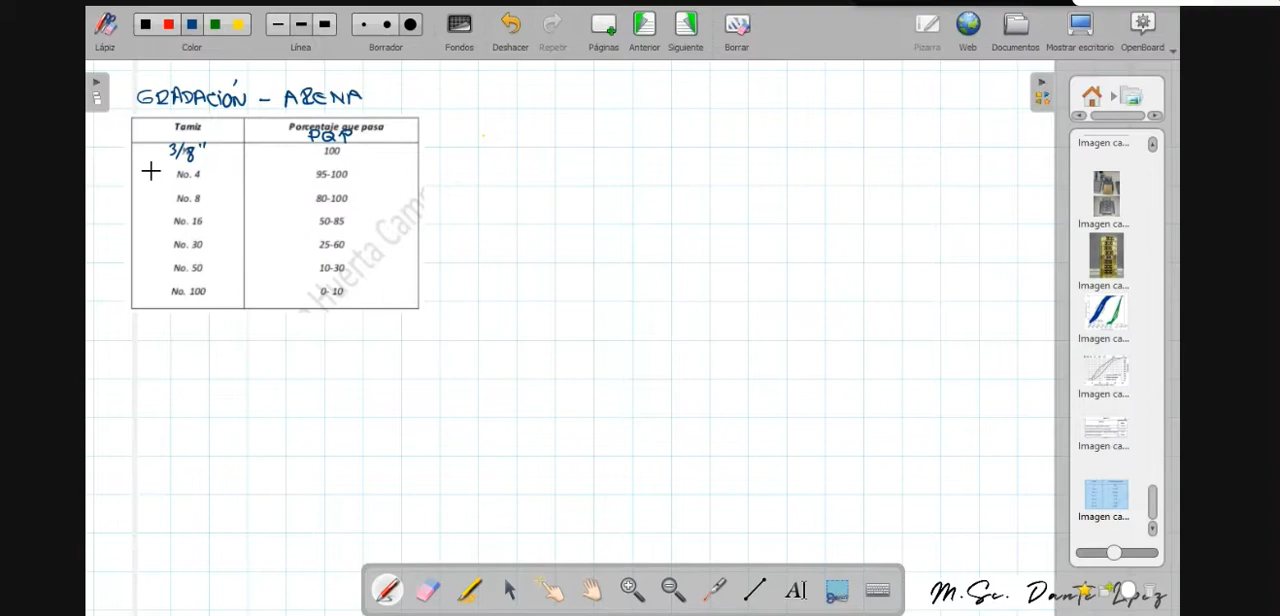 Lápiz
Color
Línea
Borrador
Fondos
Deshacer
Repetir
Páginas
Anterior
Siguiente
Borrar
Pizarra
Web
Documentos
Mostrar escritorio
OpenBoard
GRADACIÓN - ARENA
Tamiz Porcentaje que pasa
PQP
3/8" 100
No. 4 95-100
No. 8 80-100
No. 16 50-85
No. 30 25-60
No. 50 10-30
No. 100 0-10
Huerta Cam
Imagen ca...
Imagen ca...
Imagen ca...
Imagen ca...
Imagen ca...
Imagen ca...
Imagen ca...
M.Sc. Dante López